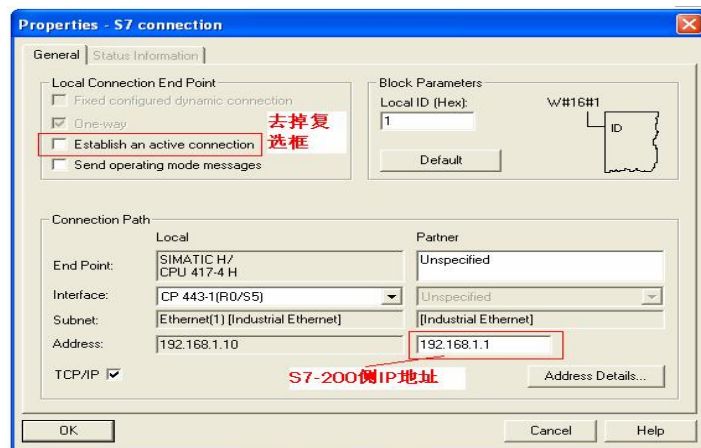 Properties - S7 connection
General
Status Information
Local Connection End Point
Fixed configured dynamic connection
One-way
Establish an active connection
Send operating mode messages
去掉复
选框
Block Parameters
Local ID (Hex):
1
Default
W#16#1
ID
Connection Path
Local
Partner
End Point:
SIMATIC H/
CPU 417-4 H
Unspecified
Interface:
CP 443-1(R0/S5)
Unspecified
Subnet:
Ethernet(1) [Industrial Ethernet]
[Industrial Ethernet]
Address:
192.168.1.10
192.168.1.1
TCP/IP
S7-200侧IP地址
Address Details...
OK
Cancel
Help